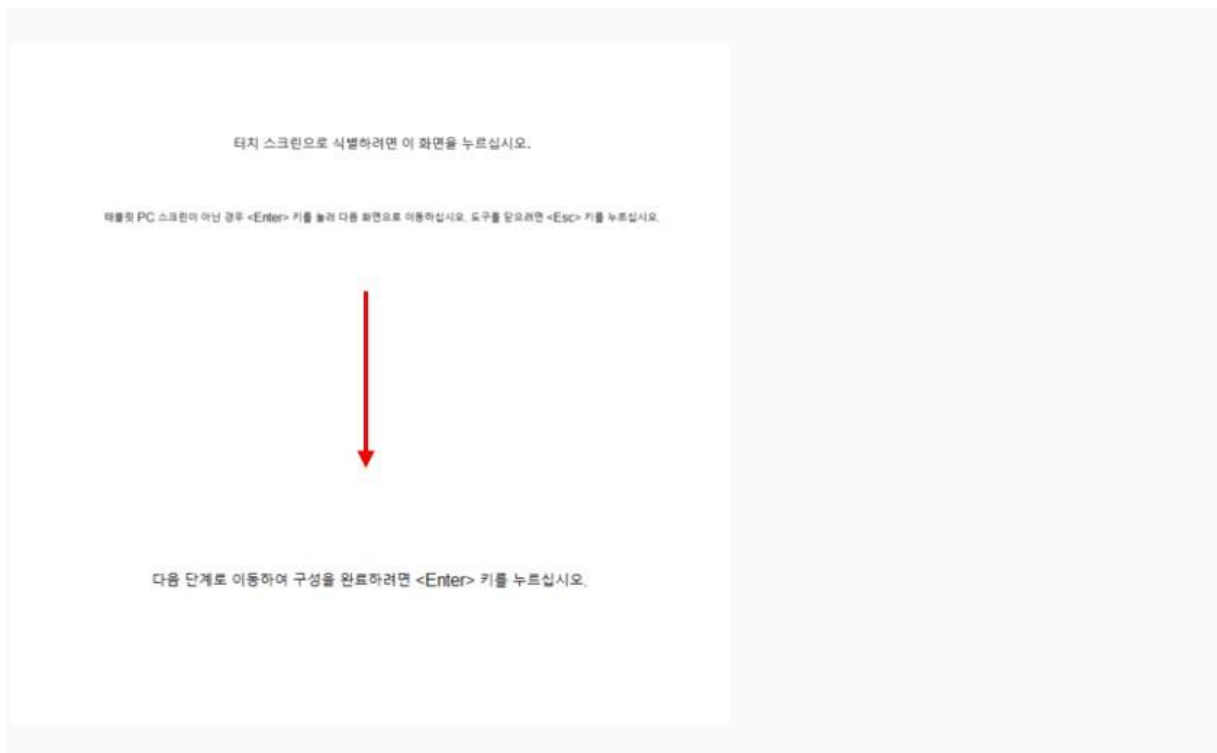 터치 스크린으로 식별하려면 이 화면을 누르십시오.
태블릿 PC 스크린이 아닌 경우 <Enter> 키를 눌러 다음 화면으로 이동하십시오. 도구를 닫으려면 <Esc> 키를 누르십시오.
다음 단계로 이동하여 구성을 완료하려면 <Enter> 키를 누르십시오.